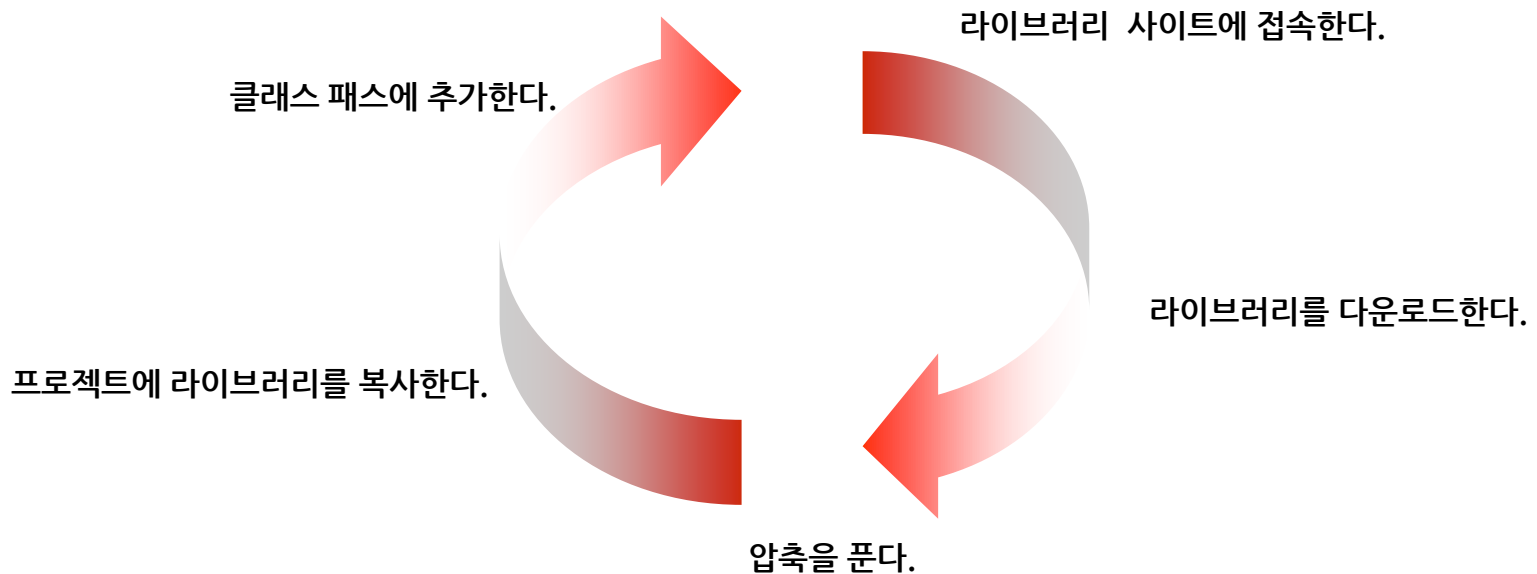 라이브러리 사이트에 접속한다.
라이브러리를 다운로드한다.
압축을 푼다.
프로젝트에 라이브러리를 복사한다.
클래스 패스에 추가한다.